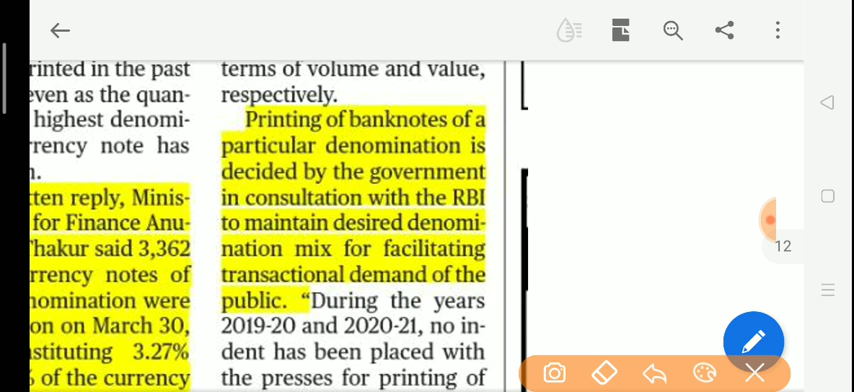 rinted in the past
even as the quan-
highest denomi-
rrency note has
n.
tten reply, Minis-
for Finance Anu-
Thakur said 3,362
rrency notes of
nomination were
on on March 30,
nstituting 3.27%
of the currency
terms of volume and value,
respectively.
Printing of banknotes of a
particular denomination is
decided by the government
in consultation with the RBI
to maintain desired denomi-
nation mix for facilitating
transactional demand of the
public. “During the years
2019-20 and 2020-21, no in-
dent has been placed with
the presses for printing of
12